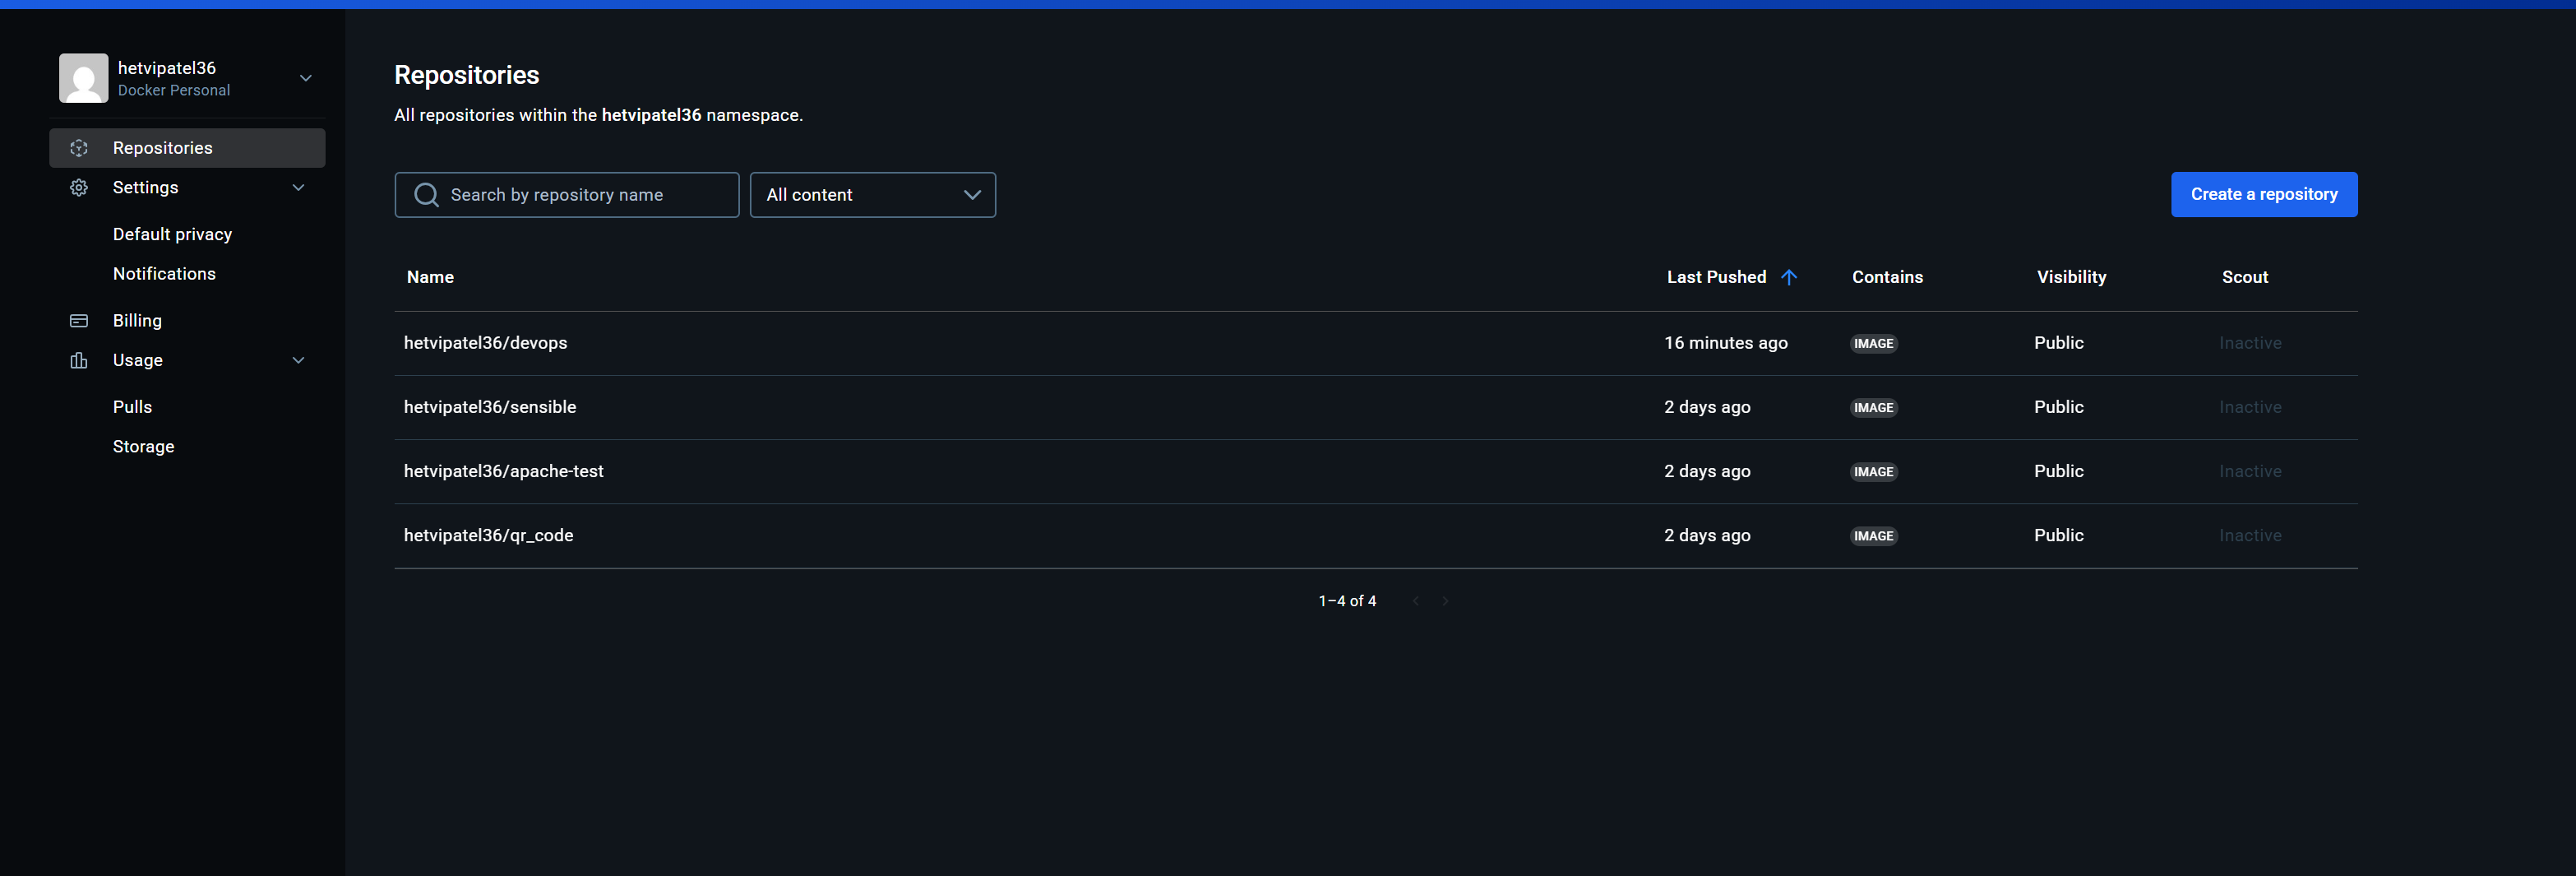 hetvipatel36
Docker Personal
Repositories
Settings
Default privacy
Notifications
Billing
Usage
Pulls
Storage
Repositories
All repositories within the hetvipatel36 namespace.
Search by repository name
All content
Create a repository
Name Last Pushed Contains Visibility Scout
hetvipatel36/devops 16 minutes ago IMAGE Public Inactive
hetvipatel36/sensible 2 days ago IMAGE Public Inactive
hetvipatel36/apache-test 2 days ago IMAGE Public Inactive
hetvipatel36/qr_code 2 days ago IMAGE Public Inactive
1–4 of 4